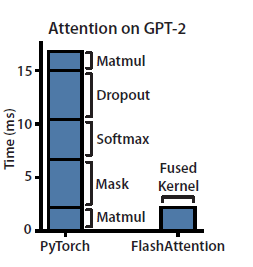 Attention on GPT-2
Matmul
15
Dropout
10
Softmax
Time (ms)
Fused
Kernel
5
Mask
Matmul
0
PyTorch
FlashAttention